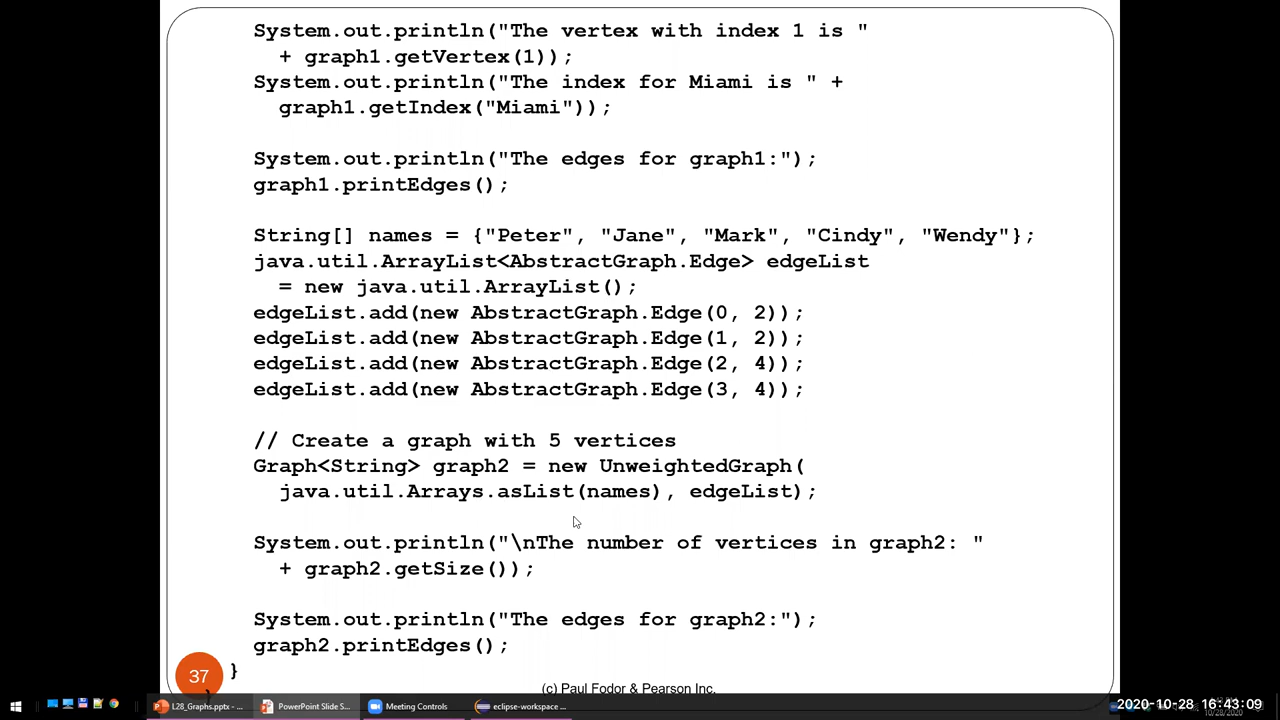 System.out.println("The vertex with index 1 is "
+ graph1.getVertex(1));
System.out.println("The index for Miami is " +
graph1.getIndex("Miami"));
System.out.println("The edges for graph1:");
graph1.printEdges();
String[] names = {"Peter", "Jane", "Mark", "Cindy", "Wendy"};
java.util.ArrayList<AbstractGraph.Edge> edgeList
= new java.util.ArrayList();
edgeList.add(new AbstractGraph.Edge(0, 2));
edgeList.add(new AbstractGraph.Edge(1, 2));
edgeList.add(new AbstractGraph.Edge(2, 4));
edgeList.add(new AbstractGraph.Edge(3, 4));
// Create a graph with 5 vertices
Graph<String> graph2 = new UnweightedGraph(
java.util.Arrays.asList(names), edgeList);
System.out.println("\nThe number of vertices in graph2: "
+ graph2.getSize());
System.out.println("The edges for graph2:");
graph2.printEdges();
}
37
(c) Paul Fodor & Pearson Inc.
L28_Graphs.pptx - ...
PowerPoint Slide S...
Meeting Controls
eclipse-workspace ...
2020-10-28 16:43:09